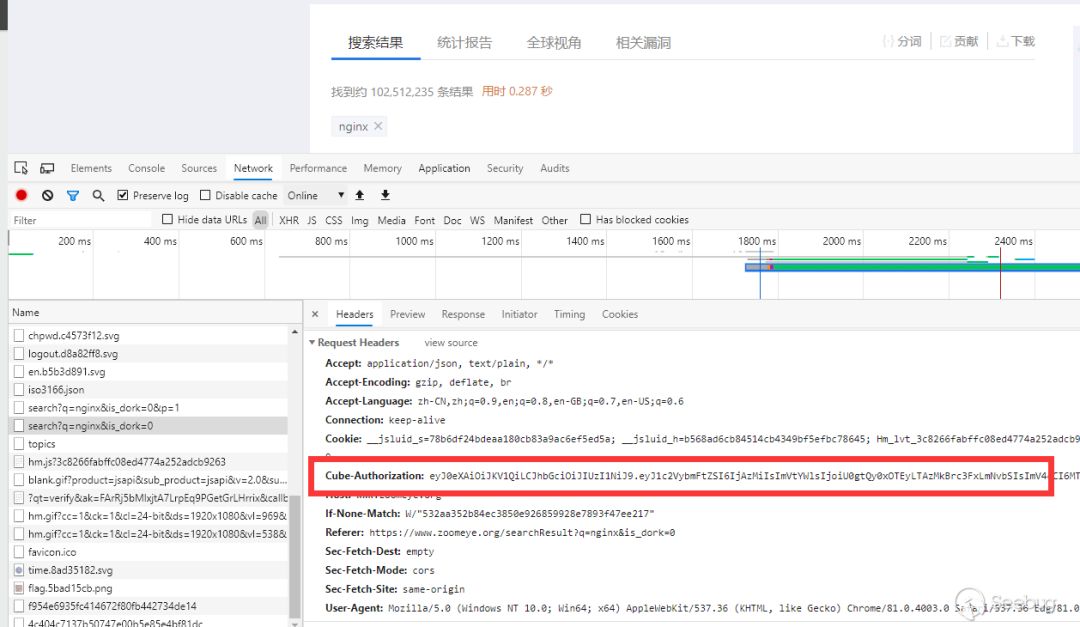 搜索结果 统计报告 全球视角 相关漏洞 分词 贡献 下载
找到约 102,512,235 条结果 用时 0.287 秒
nginx ✕
Elements Console Sources Network Performance Memory Application Security Audits
Preserve log Disable cache Online
Filter Hide data URLs All XHR JS CSS Img Media Font Doc WS Manifest Other Has blocked cookies
200 ms 400 ms 600 ms 800 ms 1000 ms 1200 ms 1400 ms 1600 ms 1800 ms 2000 ms 2200 ms 2400 ms
Name
chpwd.c4573f12.svg
logout.d8a82ff8.svg
en.b5b3d891.svg
iso3166.json
search?q=nginx&is_dork=0&p=1
search?q=nginx&is_dork=0
topics
hm.js?3c8266fabffc08ed4774a252adcb9263
blank.gif?product=jsapi&sub_product=jsapi&v=2.0&su...
?qt=verify&ak=FArRj5bMlxjtA7LrpEq9PGetGrLHrrix&callb
hm.gif?cc=1&ck=1&cl=24-bit&ds=1920x1080&vl=969&
hm.gif?cc=1&ck=1&cl=24-bit&ds=1920x1080&vl=538&
favicon.ico
time.8ad35182.svg
flag.5bad15cb.png
f954e6935fc414672f80fb442734de14
4c404c7137b50747e00b5e85e4bf81dc
✕ Headers Preview Response Initiator Timing Cookies
Request Headers view source
Accept: application/json, text/plain, */*
Accept-Encoding: gzip, deflate, br
Accept-Language: zh-CN,zh;q=0.9,en;q=0.8,en-GB;q=0.7,en-US;q=0.6
Connection: keep-alive
Cookie: __jsluid_s=78b6df24bdeaa180cb83a9ac6ef5ed5a; __jsluid_h=b568ad6cb84514cb4349bf5efbc78645; Hm_lvt_3c8266fabffc08ed4774a252adcb9
Cube-Authorization: eyJ0eXAiOiJKV1QiLCJhbGciOiJIUzI1NiJ9.eyJ1c2VybmFtZSI6IjAzMiIsImVtYWlsIjoiU0gtQy0xOTEyLTAzMkBrc3FxLmNvbSIsImV4cCI6MT
If-None-Match: W/"532aa352b84ec3850e926859928e7893f47ee217"
Referer: https://www.zoomeye.org/searchResult?q=nginx&is_dork=0
Sec-Fetch-Dest: empty
Sec-Fetch-Mode: cors
Sec-Fetch-Site: same-origin
User-Agent: Mozilla/5.0 (Windows NT 10.0; Win64; x64) AppleWebKit/537.36 (KHTML, like Gecko) Chrome/81.0.4003.0 Safari/537.36 Edg/81.0
Seebug